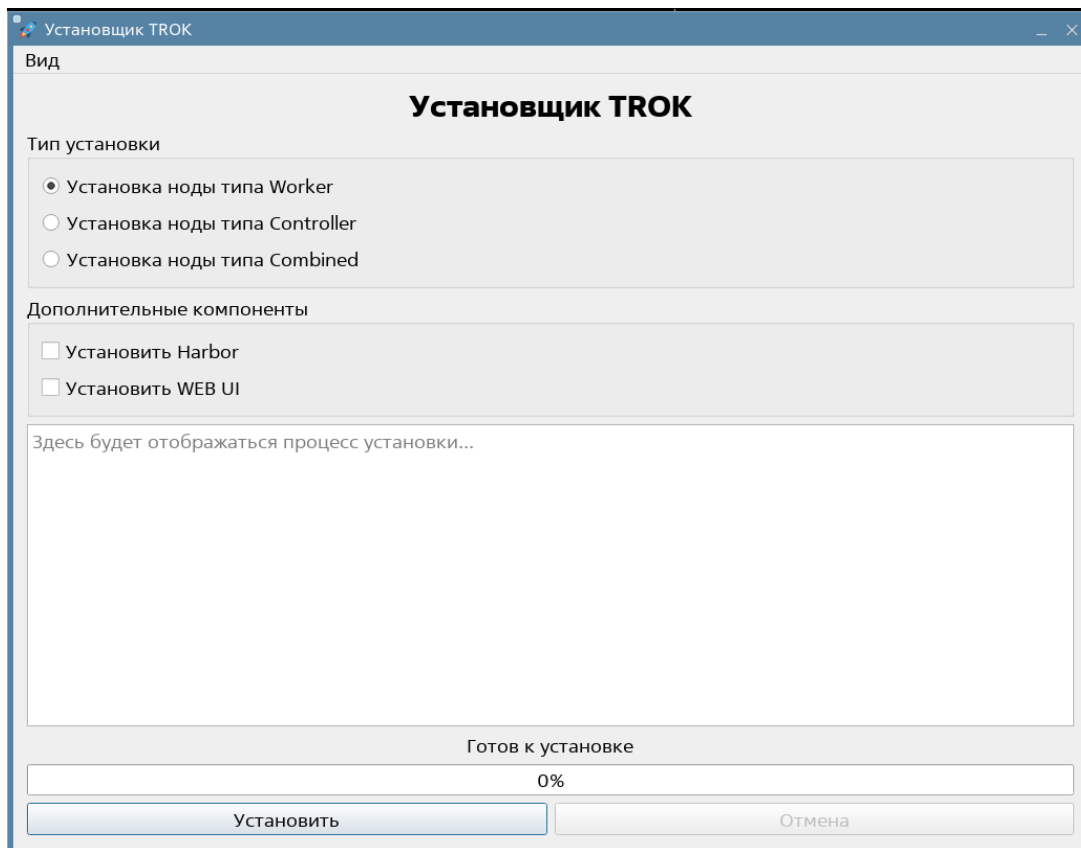 Установщик TROK
Вид
Установщик TROK
Тип установки
Установка ноды типа Worker
Установка ноды типа Controller
Установка ноды типа Combined
Дополнительные компоненты
Установить Harbor
Установить WEB UI
Здесь будет отображаться процесс установки...
Готов к установке
0%
Установить
Отмена